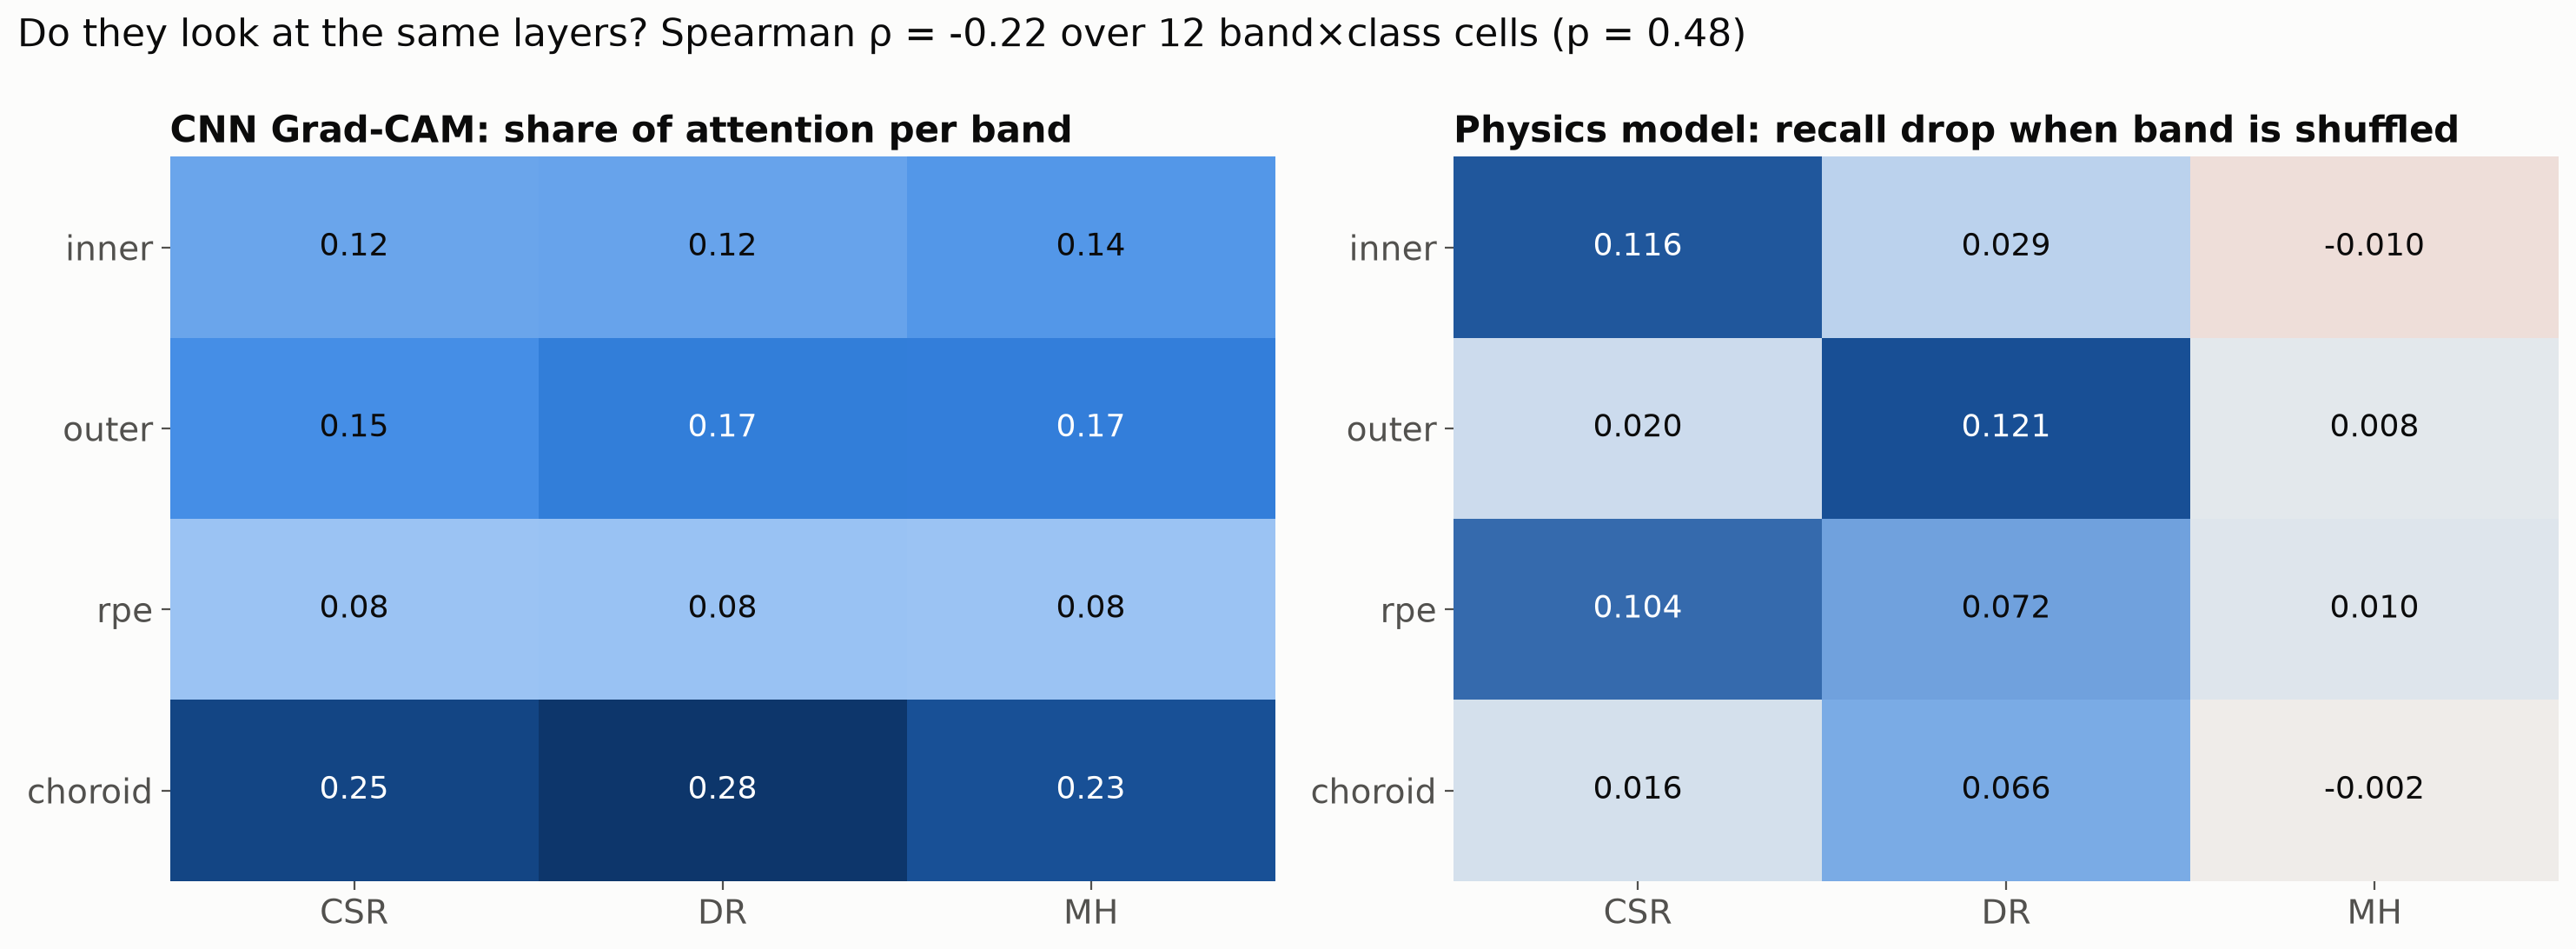 Do they look at the same layers? Spearman ρ = -0.22 over 12 band×class cells (p = 0.48)
CNN Grad-CAM: share of attention per band
inner 0.12 0.12 0.14
outer 0.15 0.17 0.17
rpe 0.08 0.08 0.08
choroid 0.25 0.28 0.23
CSR DR MH
Physics model: recall drop when band is shuffled
inner 0.116 0.029 -0.010
outer 0.020 0.121 0.008
rpe 0.104 0.072 0.010
choroid 0.016 0.066 -0.002
CSR DR MH